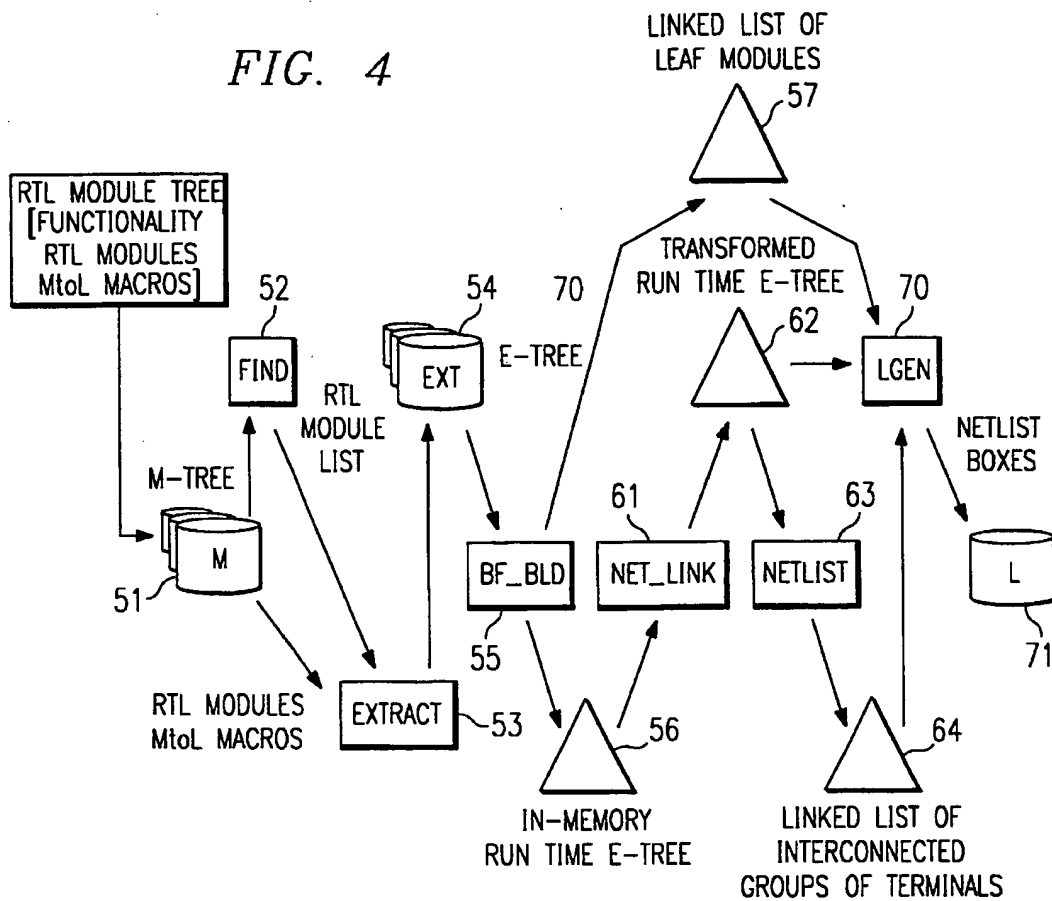 FIG. 4
LINKED LIST OF
LEAF MODULES
57
RTL MODULE TREE
[FUNCTIONALITY
RTL MODULES
MtoL MACROS]
52
FIND
RTL
MODULE
LIST
54
EXT
E-TREE
70
TRANSFORMED
RUN TIME E-TREE
62
70
LGEN
NETLIST
BOXES
M-TREE
M
51
BF_BLD
55
61
NET_LINK
63
NETLIST
L
71
RTL MODULES
MtoL MACROS
EXTRACT
53
56
IN-MEMORY
RUN TIME E-TREE
64
LINKED LIST OF
INTERCONNECTED
GROUPS OF TERMINALS